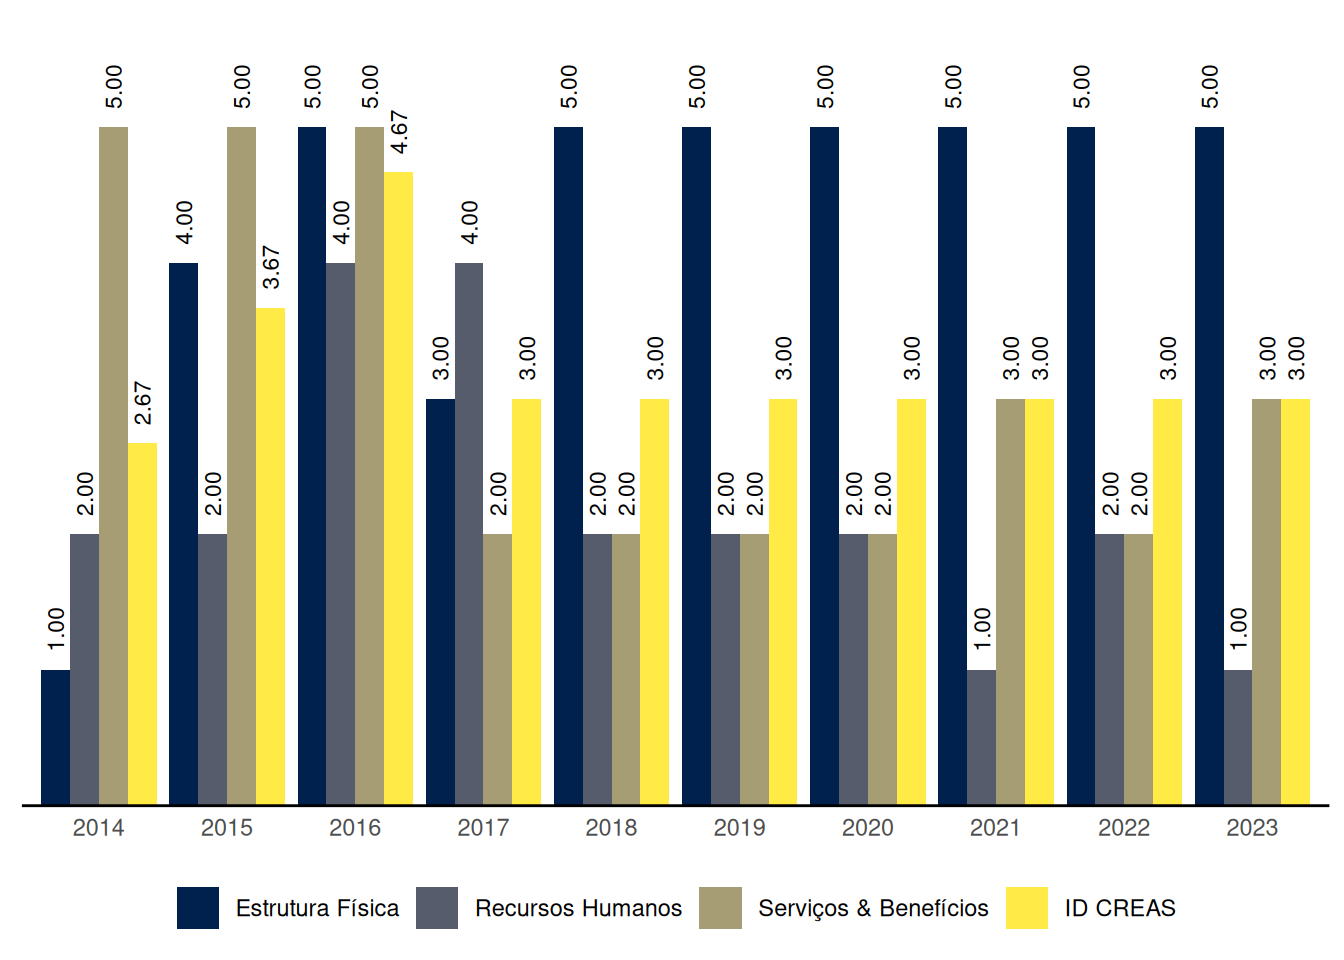 5.00 5.00 5.00 5.00 5.00 5.00 5.00 5.00 5.00 5.00
4.67
4.00 4.00 4.00
3.67
3.00 3.00 3.00 3.00 3.00 3.00 3.00 3.00 3.00 3.00
2.67
2.00 2.00 2.00 2.00 2.00 2.00 2.00 2.00 2.00 2.00 2.00
1.00 1.00 1.00
2014 2015 2016 2017 2018 2019 2020 2021 2022 2023
Estrutura Física Recursos Humanos Serviços & Benefícios ID CREAS